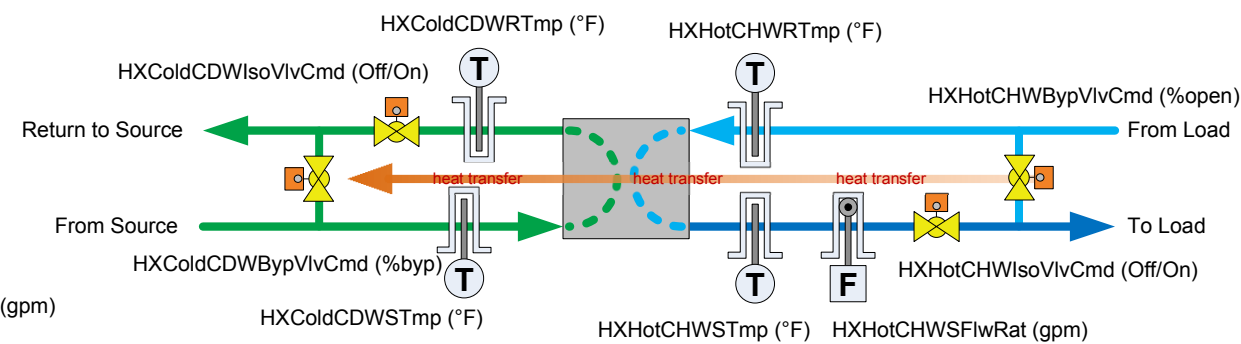 HXColdCDWRTmp (°F)
HXHotCHWRTmp (°F)
T
T
HXColdCDWIsoVlvCmd (Off/On)
HXHotCHWBypVlvCmd (%open)
Return to Source
From Load
heat transfer
heat transfer
heat transfer
From Source
To Load
HXColdCDWBypVlvCmd (%byp)
HXHotCHWIsoVlvCmd (Off/On)
T
T
F
(gpm)
HXColdCDWSTmp (°F)
HXHotCHWSTmp (°F)
HXHotCHWSFlwRat (gpm)